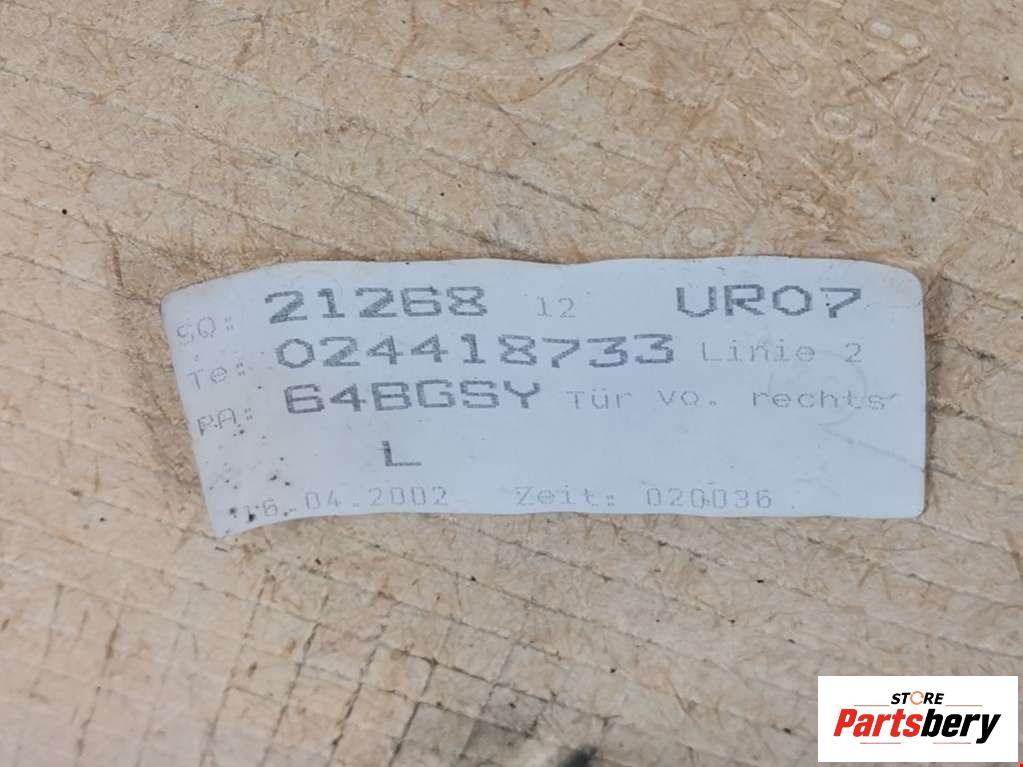 SQ: 21268 12 UR07
Te: 024418733 Linie 2
PA: 64BGSY Tür vo. rechts
L
16.04.2002 Zeit: 020036
STORE
Partsbery